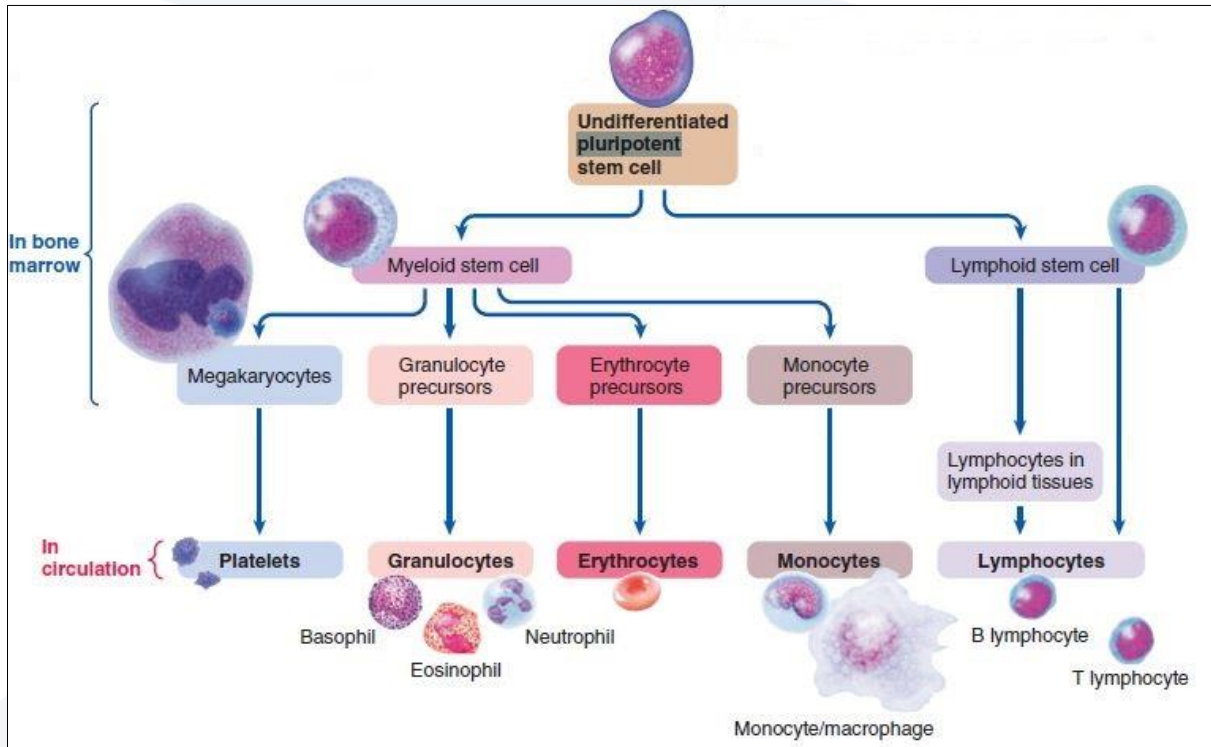 Undifferentiated
pluripotent
stem cell
In bone
marrow
Myeloid stem cell
Lymphoid stem cell
Megakaryocytes
Granulocyte
precursors
Erythrocyte
precursors
Monocyte
precursors
Lymphocytes in
lymphoid tissues
In
circulation
Platelets
Granulocytes
Erythrocytes
Monocytes
Lymphocytes
Basophil
Eosinophil
Neutrophil
Monocyte/macrophage
B lymphocyte
T lymphocyte